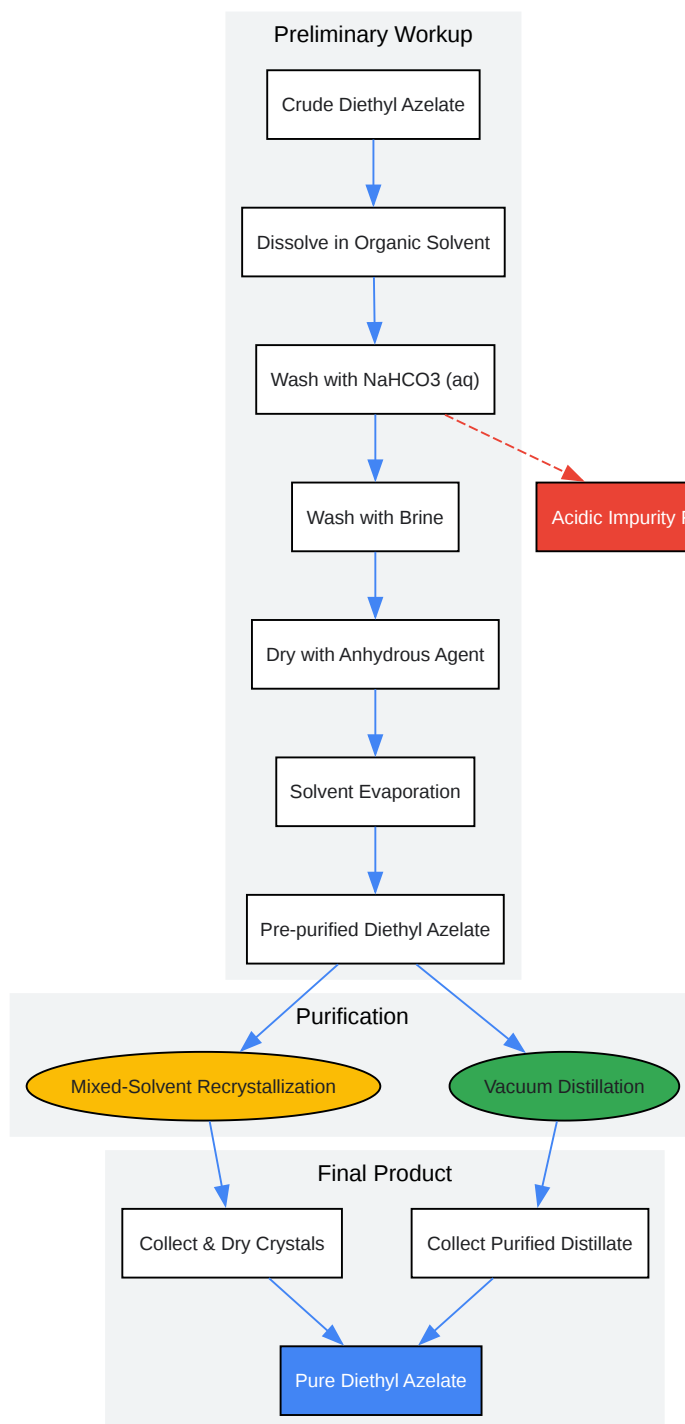 Preliminary Workup
Crude Diethyl Azelate
Dissolve in Organic Solvent
Wash with NaHCO3 (aq)
Wash with Brine
Acidic Impurity
Dry with Anhydrous Agent
Solvent Evaporation
Pre-purified Diethyl Azelate
Purification
Mixed-Solvent Recrystallization
Vacuum Distillation
Final Product
Collect & Dry Crystals
Collect Purified Distillate
Pure Diethyl Azelate